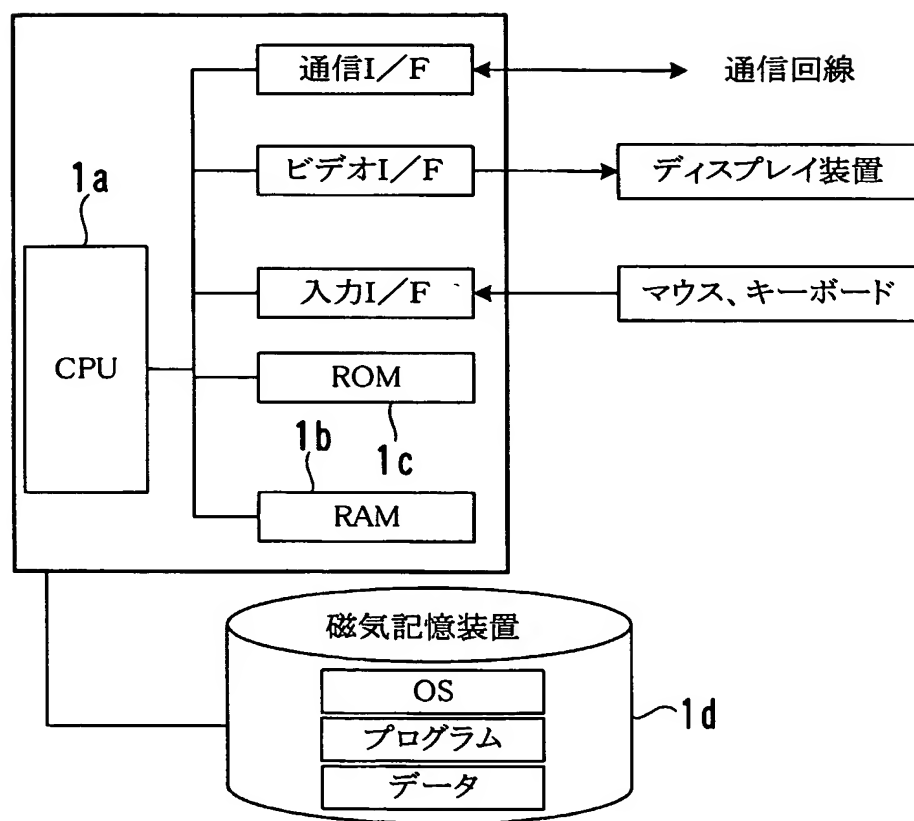 通信I／F
通信回線
ビデオI／F
ディスプレイ装置
1a
入力I／F
マウス、キーボード
CPU
ROM
1b
1c
RAM
磁気記憶装置
OS
1d
プログラム
データ